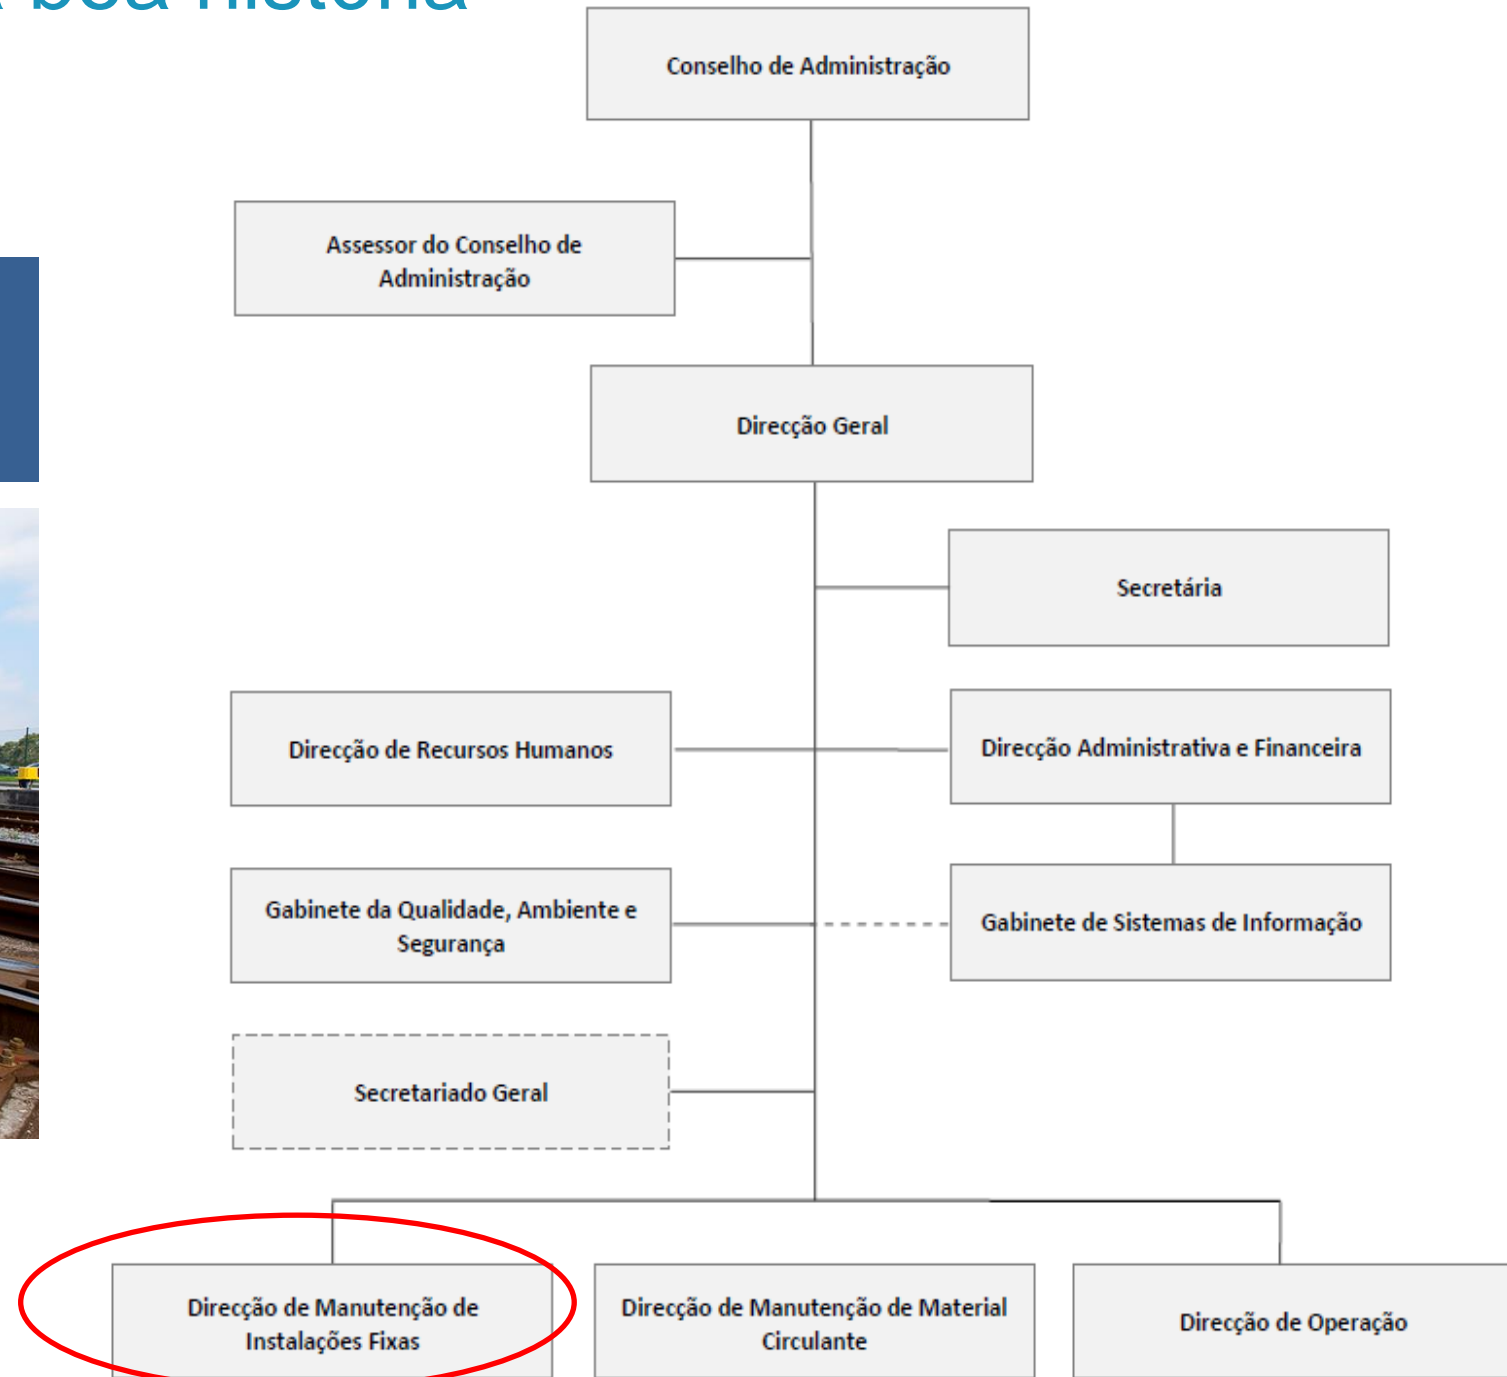 boa história
Conselho de Administração
Assessor do Conselho de
Administração
Direcção Geral
Secretária
Direcção de Recursos Humanos
Direcção Administrativa e Financeira
Gabinete da Qualidade, Ambiente e
Segurança
Gabinete de Sistemas de Informação
Secretariado Geral
Direcção de Manutenção de
Instalações Fixas
Direcção de Manutenção de Material
Circulante
Direcção de Operação